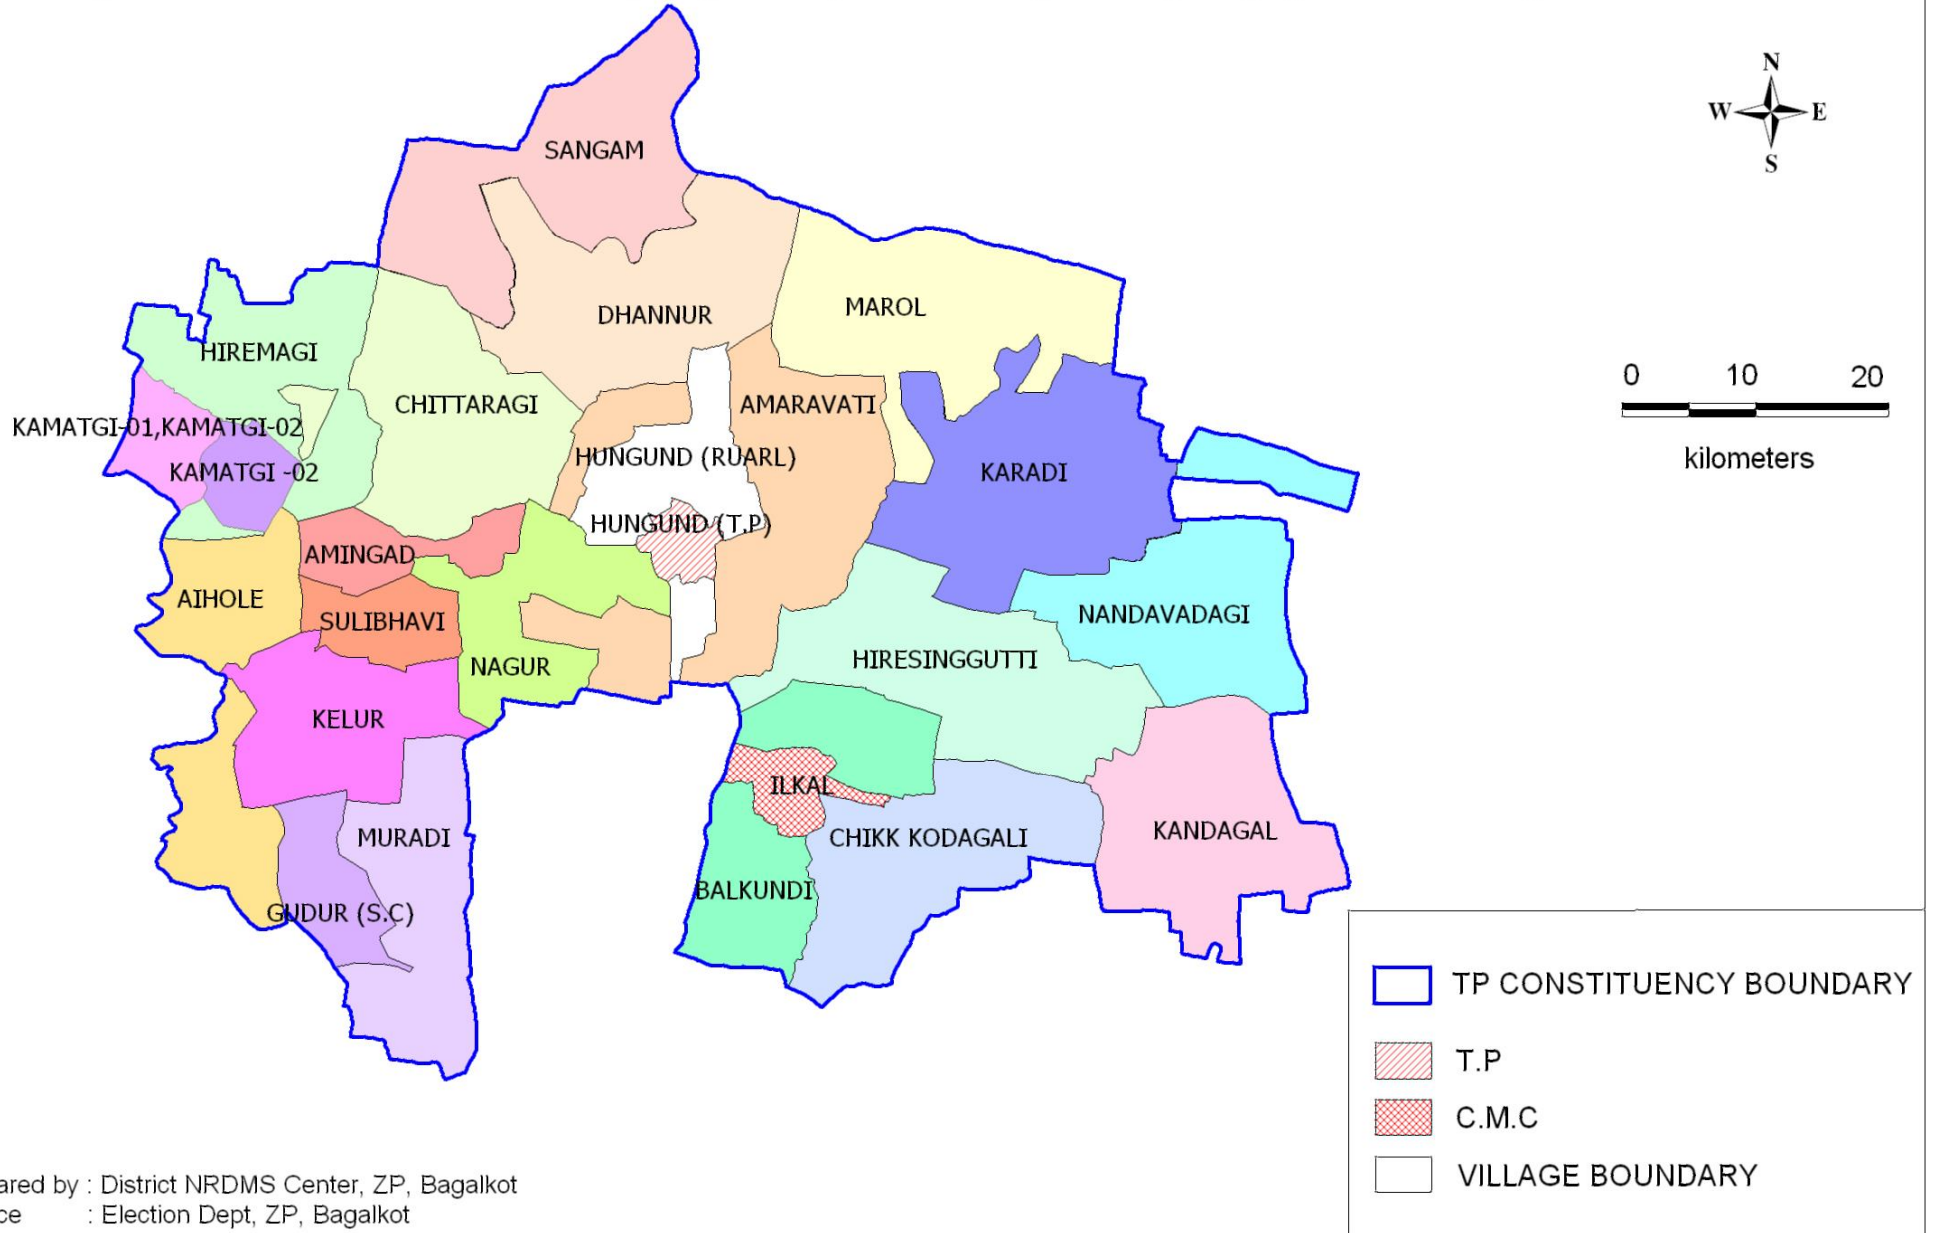 N
W E
S
SANGAM
DHANNUR
MAROL
HIREMAGI
0 10 20
kilometers
CHITTARAGI
AMARAVATI
KAMATGI-01,KAMATGI-02
KAMATGI -02
HUNGUND (RUARL)
KARADI
HUNGUND (T.P)
AMINGAD
AIHOLE
SULIBHAVI
NANDAVADAGI
NAGUR
HIRESINGGUTTI
KELUR
ILKAL
MURADI
CHIKK KODAGALI
KANDAGAL
BALKUNDI
GUDUR (S.C)
TP CONSTITUENCY BOUNDARY
T.P
C.M.C
VILLAGE BOUNDARY
ared by : District NRDMS Center, ZP, Bagalkot
ce : Election Dept, ZP, Bagalkot